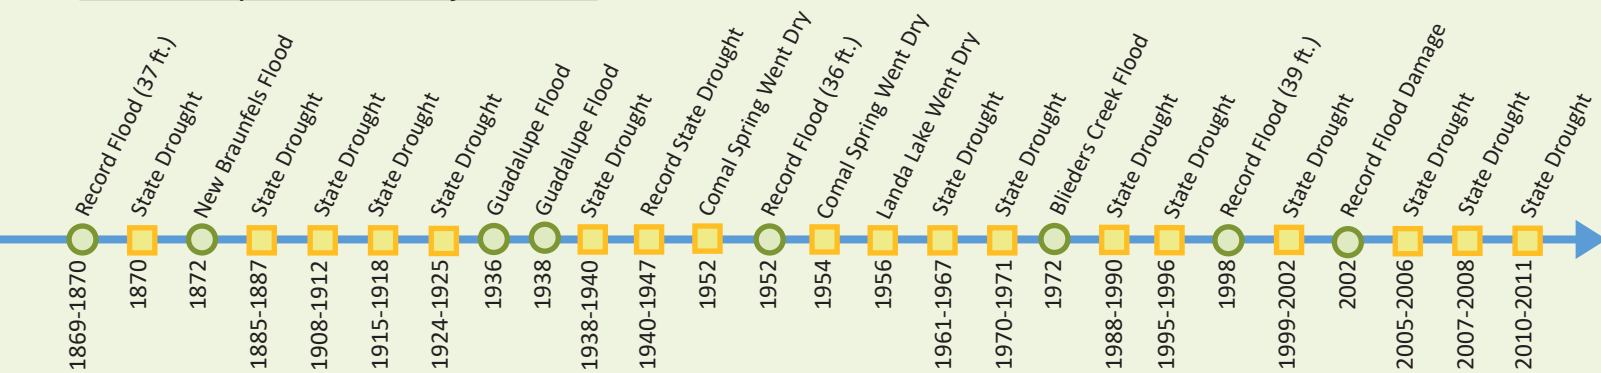 Record Flood (37 ft.)
State Drought
New Braunfels Flood
State Drought
State Drought
State Drought
State Drought
Guadalupe Flood
Guadalupe Flood
State Drought
Record State Drought
Comal Spring Went Dry
Record Flood (36 ft.)
Comal Spring Went Dry
Landa Lake Went Dry
State Drought
State Drought
Blieders Creek Flood
State Drought
State Drought
Record Flood (39 ft.)
State Drought
Record Flood Damage
State Drought
State Drought
State Drought
1869-1870
1870
1872
1885-1887
1908-1912
1915-1918
1924-1925
1936
1938
1938-1940
1940-1947
1952
1952
1954
1956
1961-1967
1970-1971
1972
1988-1990
1995-1996
1998
1999-2002
2002
2005-2006
2007-2008
2010-2011